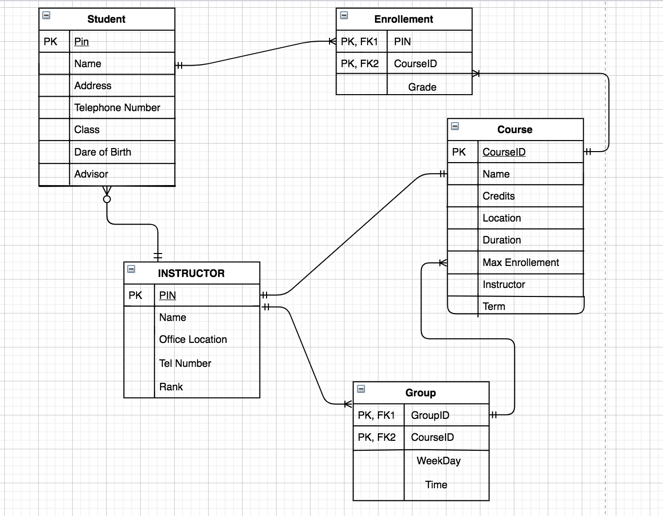 Student
PK Pin
Name
Address
Telephone Number
Class
Dare of Birth
Advisor
Enrollement
PK, FK1 PIN
PK, FK2 CourseID
Grade
Course
PK CourseID
Name
Credits
Location
Duration
Max Enrollement
Instructor
Term
INSTRUCTOR
PK PIN
Name
Office Location
Tel Number
Rank
Group
PK, FK1 GroupID
PK, FK2 CourseID
WeekDay
Time